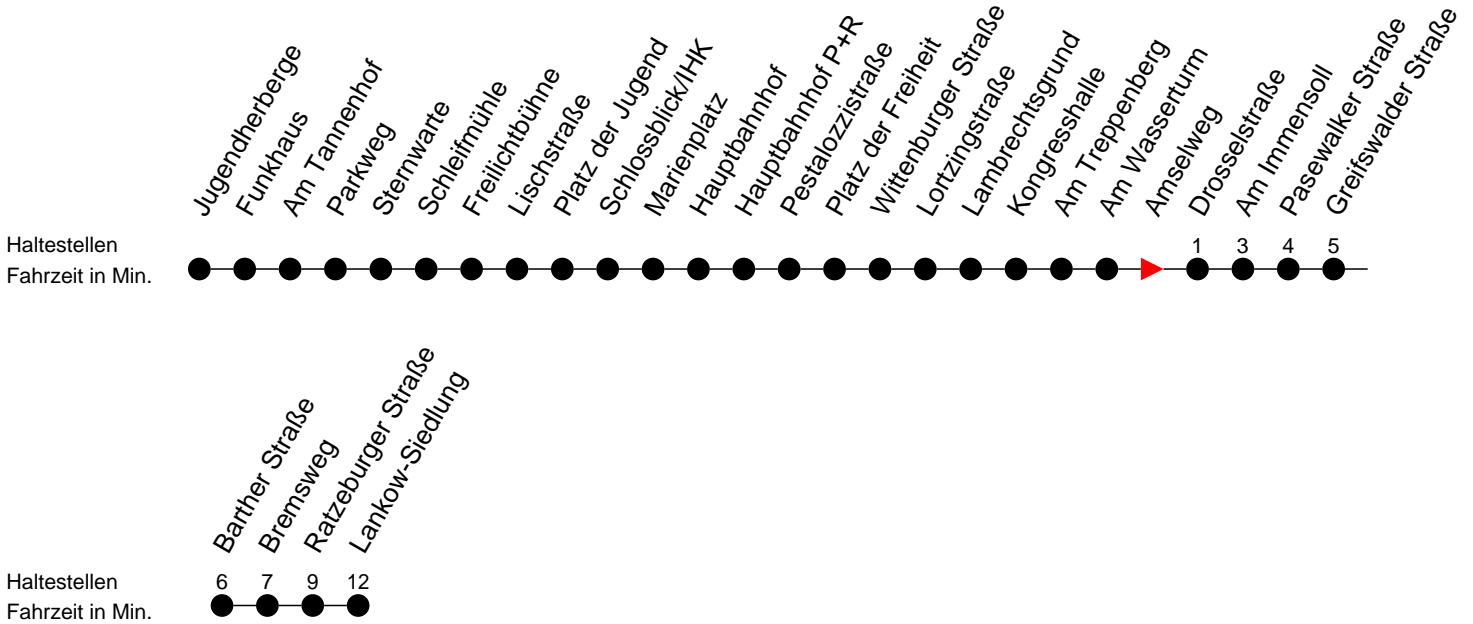 Jugendherberge
Funkhaus
Am Tannenhof
Parkweg
Sternwarte
Schleifmühle
Freilichtbühne
Lischstraße
Platz der Jugend
Schlossblick/IHK
Marienplatz
Hauptbahnhof
Hauptbahnhof P+R
Pestalozzistraße
Platz der Freiheit
Wittenburger Straße
Lortzingstraße
Lambrechtsgrund
Kongresshalle
Am Treppenberg
Am Wasserturm
Amselweg
Drosselstraße
Am Immensoll
Pasewalker Straße
Greifswalder Straße
Haltestellen 1 3 4 5
Fahrzeit in Min.
Barther Straße
Bremsweg
Ratzeburger Straße
Lankow-Siedlung
Haltestellen 6 7 9 12
Fahrzeit in Min.